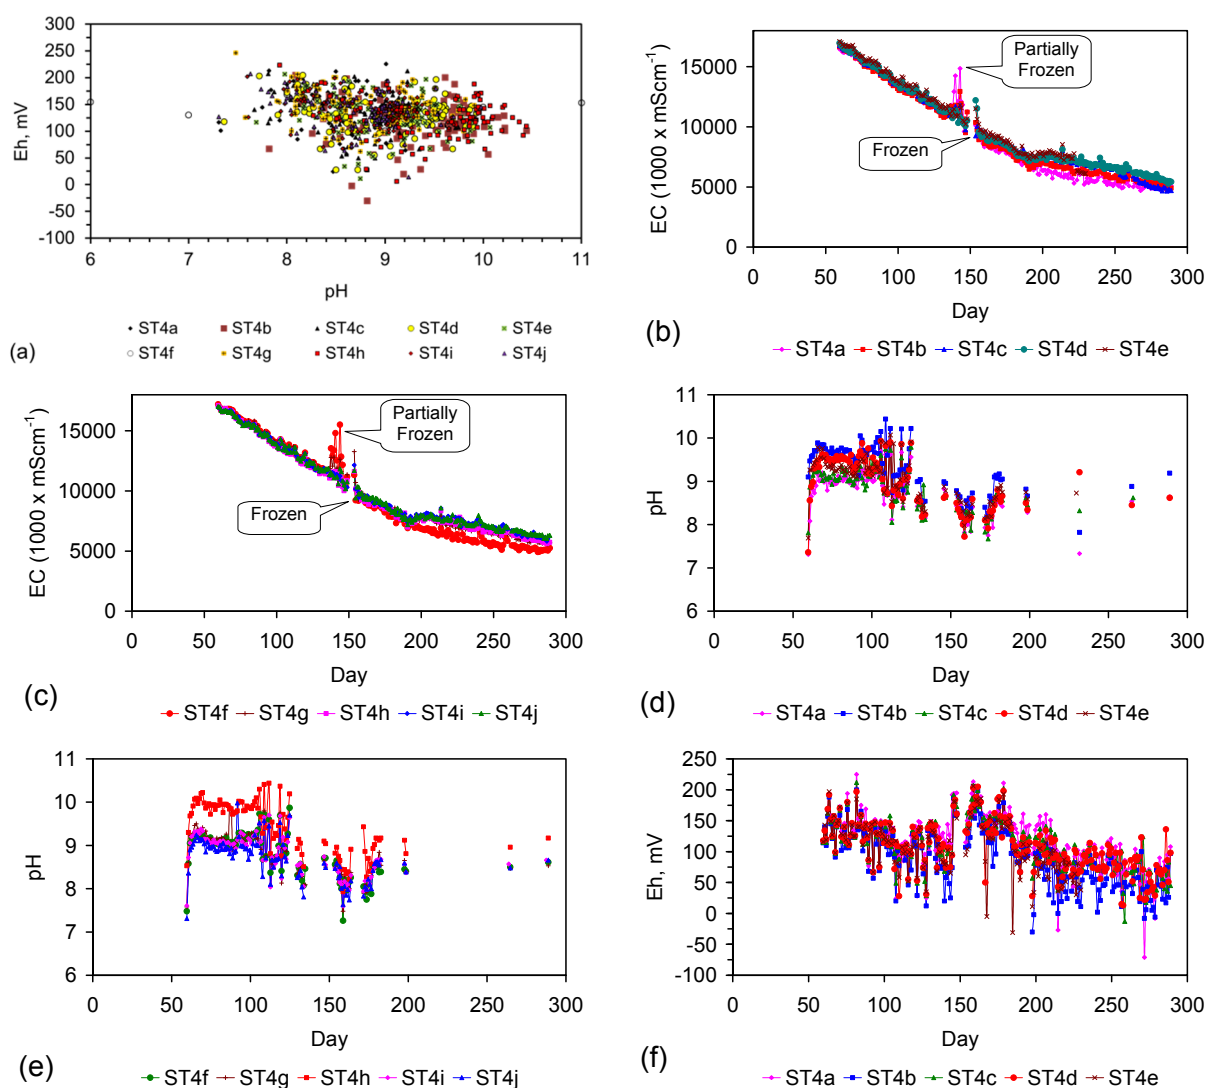 300
250
200
150
100
50
0
-50
-100
Eh, mV
6 7 8 9 10 11
pH
ST4a ST4b ST4c ST4d ST4e
(a) ST4f ST4g ST4h ST4i ST4j
15000
10000
5000
0
EC (1000 x mScm⁻¹)
Partially
Frozen
Frozen
0 50 100 150 200 250 300
Day
(b)
ST4a ST4b ST4c ST4d ST4e
15000
10000
5000
0
EC (1000 x mScm⁻¹)
Partially
Frozen
Frozen
0 50 100 150 200 250 300
Day
(c)
ST4f ST4g ST4h ST4i ST4j
11
10
9
8
7
6
pH
0 50 100 150 200 250 300
Day
(d)
ST4a ST4b ST4c ST4d ST4e
11
10
9
8
7
6
pH
0 50 100 150 200 250 300
Day
(e)
ST4f ST4g ST4h ST4i ST4j
250
200
150
100
50
0
-50
-100
Eh, mV
0 50 100 150 200 250 300
Day
(f)
ST4a ST4b ST4c ST4d ST4e